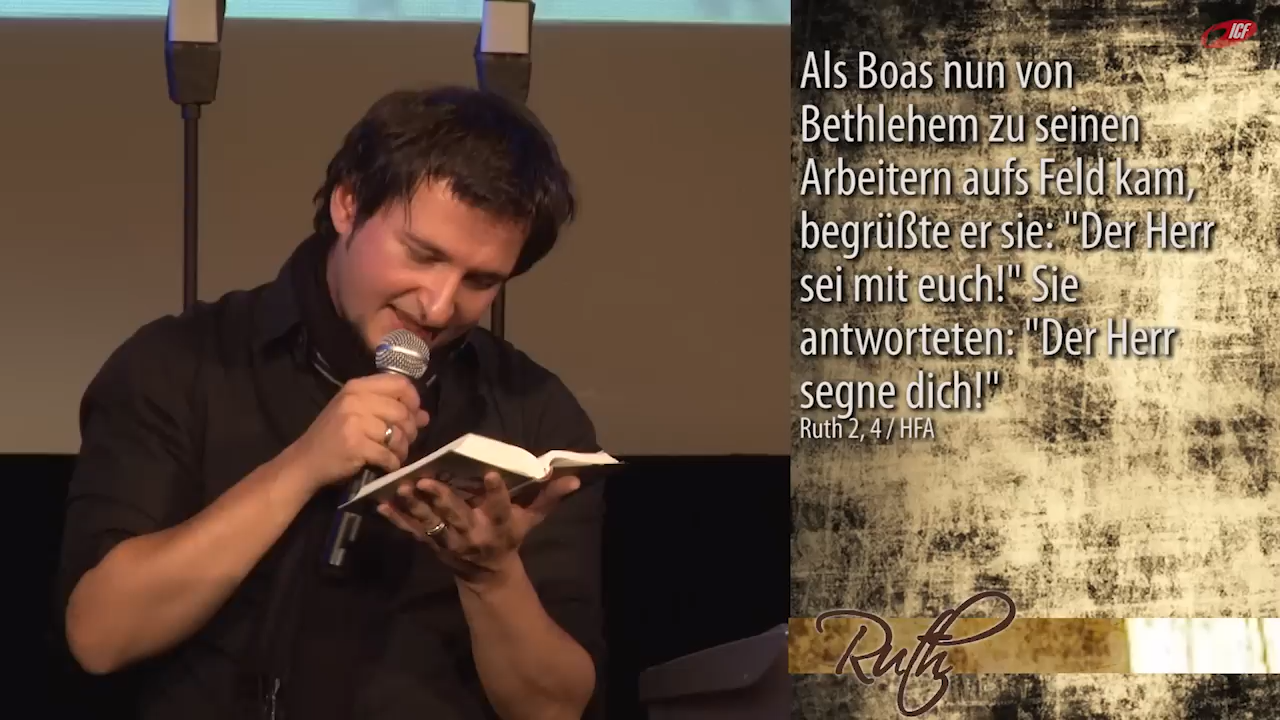 ICF
Als Boas nun von
Bethlehem zu seinen
Arbeitern aufs Feld kam,
begrüßte er sie: "Der Herr
sei mit euch!" Sie
antworteten: "Der Herr
segne dich!"
Ruth 2, 4 / HFA
Ruth